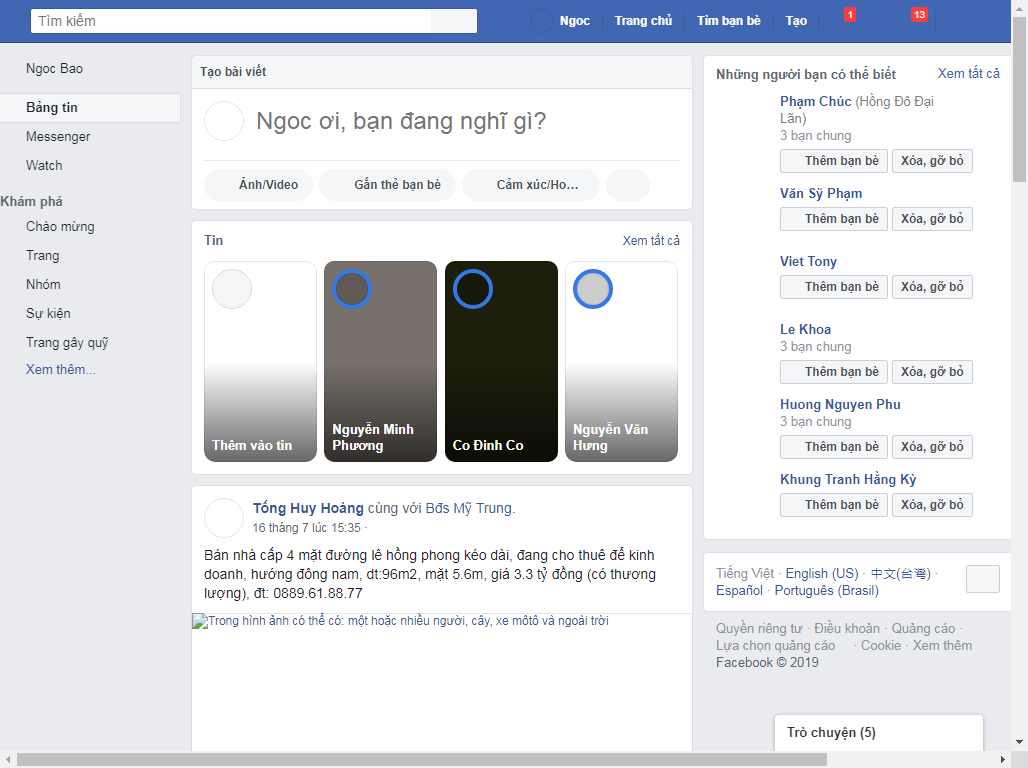 Tìm kiếm
Ngoc
Trang chủ
Tìm bạn bè
Tạo
1
13
Ngoc Bao
Bảng tin
Messenger
Watch
Khám phá
Chào mừng
Trang
Nhóm
Sự kiện
Trang gây quỹ
Xem thêm...
Tạo bài viết
Ngoc ơi, bạn đang nghĩ gì?
Ảnh/Video
Gắn thẻ bạn bè
Cảm xúc/Ho...
Tin
Xem tất cả
Thêm vào tin
Nguyễn Minh
Phương
Co Đinh Co
Nguyễn Văn
Hưng
Tống Huy Hoàng cùng với Bđs Mỹ Trung.
16 tháng 7 lúc 15:35 ·
Bán nhà cấp 4 mặt đường lê hồng phong kéo dài, đang cho thuê để kinh
doanh, hướng đông nam, dt:96m2, mặt 5.6m, giá 3.3 tỷ đồng (có thương
lượng), đt: 0889.61.88.77
Trong hình ảnh có thể có: một hoặc nhiều người, cây, xe môtô và ngoài trời
Những người bạn có thể biết
Xem tất cả
Phạm Chúc (Hồng Đô Đại
Lãn)
3 bạn chung
Thêm bạn bè
Xóa, gỡ bỏ
Văn Sỹ Phạm
Thêm bạn bè
Xóa, gỡ bỏ
Viet Tony
Thêm bạn bè
Xóa, gỡ bỏ
Le Khoa
3 bạn chung
Thêm bạn bè
Xóa, gỡ bỏ
Huong Nguyen Phu
3 bạn chung
Thêm bạn bè
Xóa, gỡ bỏ
Khung Tranh Hằng Kỳ
Thêm bạn bè
Xóa, gỡ bỏ
Tiếng Việt · English (US) · 中文(台灣) ·
Español · Português (Brasil)
Quyền riêng tư · Điều khoản · Quảng cáo ·
Lựa chọn quảng cáo · Cookie · Xem thêm
Facebook © 2019
Trò chuyện (5)